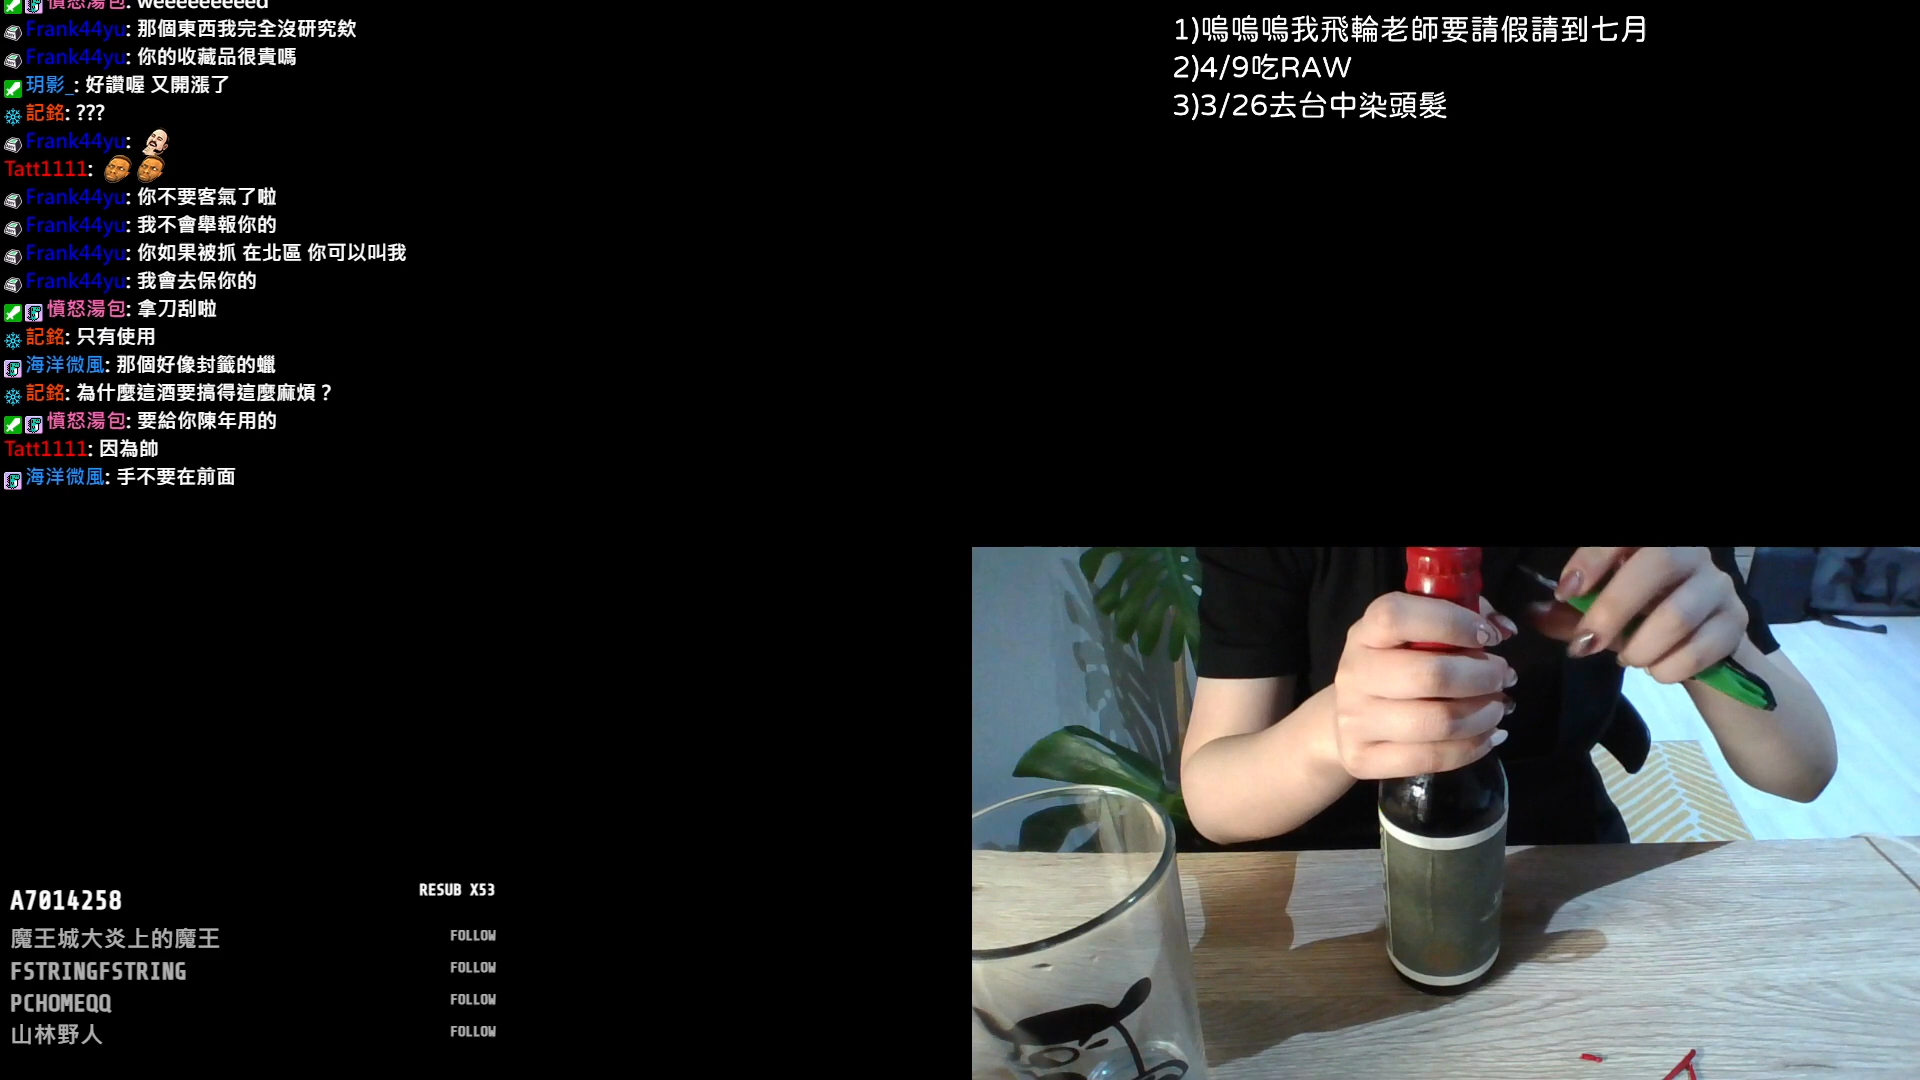 憤怒湯包: weeeeeeeeed
Frank44yu: 那個東西我完全沒研究欸
Frank44yu: 你的收藏品很貴嗎
玥影_: 好讚喔 又開漲了
記銘: ???
Frank44yu:
Tatt1111:
Frank44yu: 你不要客氣了啦
Frank44yu: 我不會舉報你的
Frank44yu: 你如果被抓 在北區 你可以叫我
Frank44yu: 我會去保你的
憤怒湯包: 拿刀刮啦
記銘: 只有使用
海洋微風: 那個好像封籤的蠟
記銘: 為什麼這酒要搞得這麼麻煩？
憤怒湯包: 要給你陳年用的
Tatt1111: 因為帥
海洋微風: 手不要在前面
1)嗚嗚嗚我飛輪老師要請假請到七月
2)4/9吃RAW
3)3/26去台中染頭髮
A7014258 RESUB X53
魔王城大炎上的魔王 FOLLOW
FSTRINGFSTRING FOLLOW
PCHOMEQQ FOLLOW
山林野人 FOLLOW